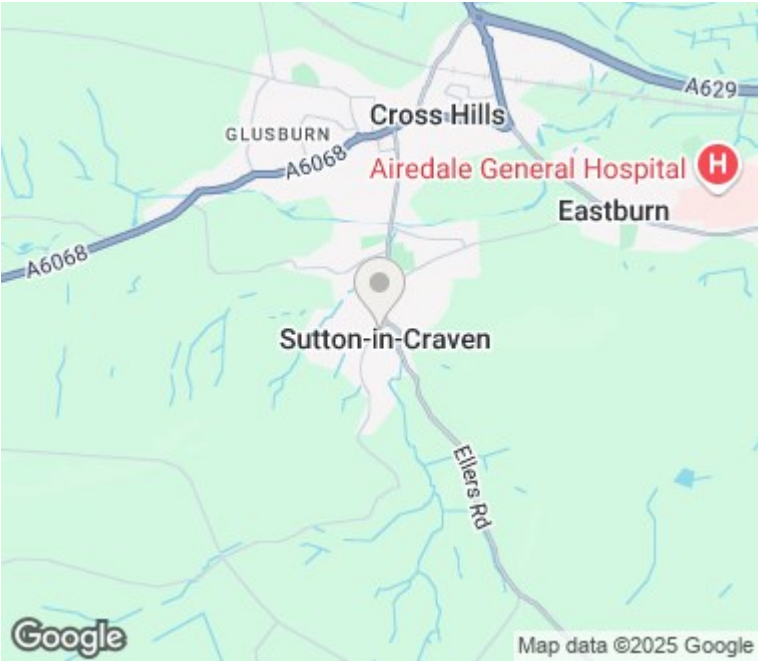 A629
Cross Hills
GLUSBURN
A6068
Airedale General Hospital
H
Eastburn
A6068
Sutton-in-Craven
Ellers Rd
Google
Map data ©2025 Google